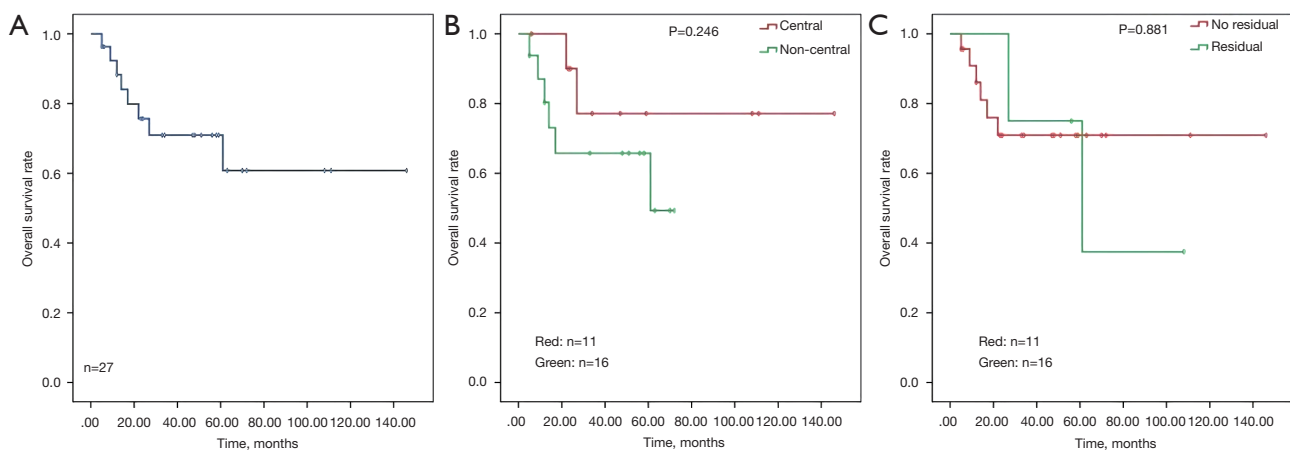 A
Overall survival rate
1.0
0.8
0.6
0.4
0.2
0.0
n=27
.00 20.00 40.00 60.00 80.00 100.00 120.00 140.00
Time, months
B
P=0.246
Central
Non-central
Overall survival rate
1.0
0.8
0.6
0.4
0.2
0.0
Red: n=11
Green: n=16
.00 20.00 40.00 60.00 80.00 100.00 120.00 140.00
Time, months
C
P=0.881
No residual
Residual
Overall survival rate
1.0
0.8
0.6
0.4
0.2
0.0
Red: n=11
Green: n=16
.00 20.00 40.00 60.00 80.00 100.00 120.00 140.00
Time, months